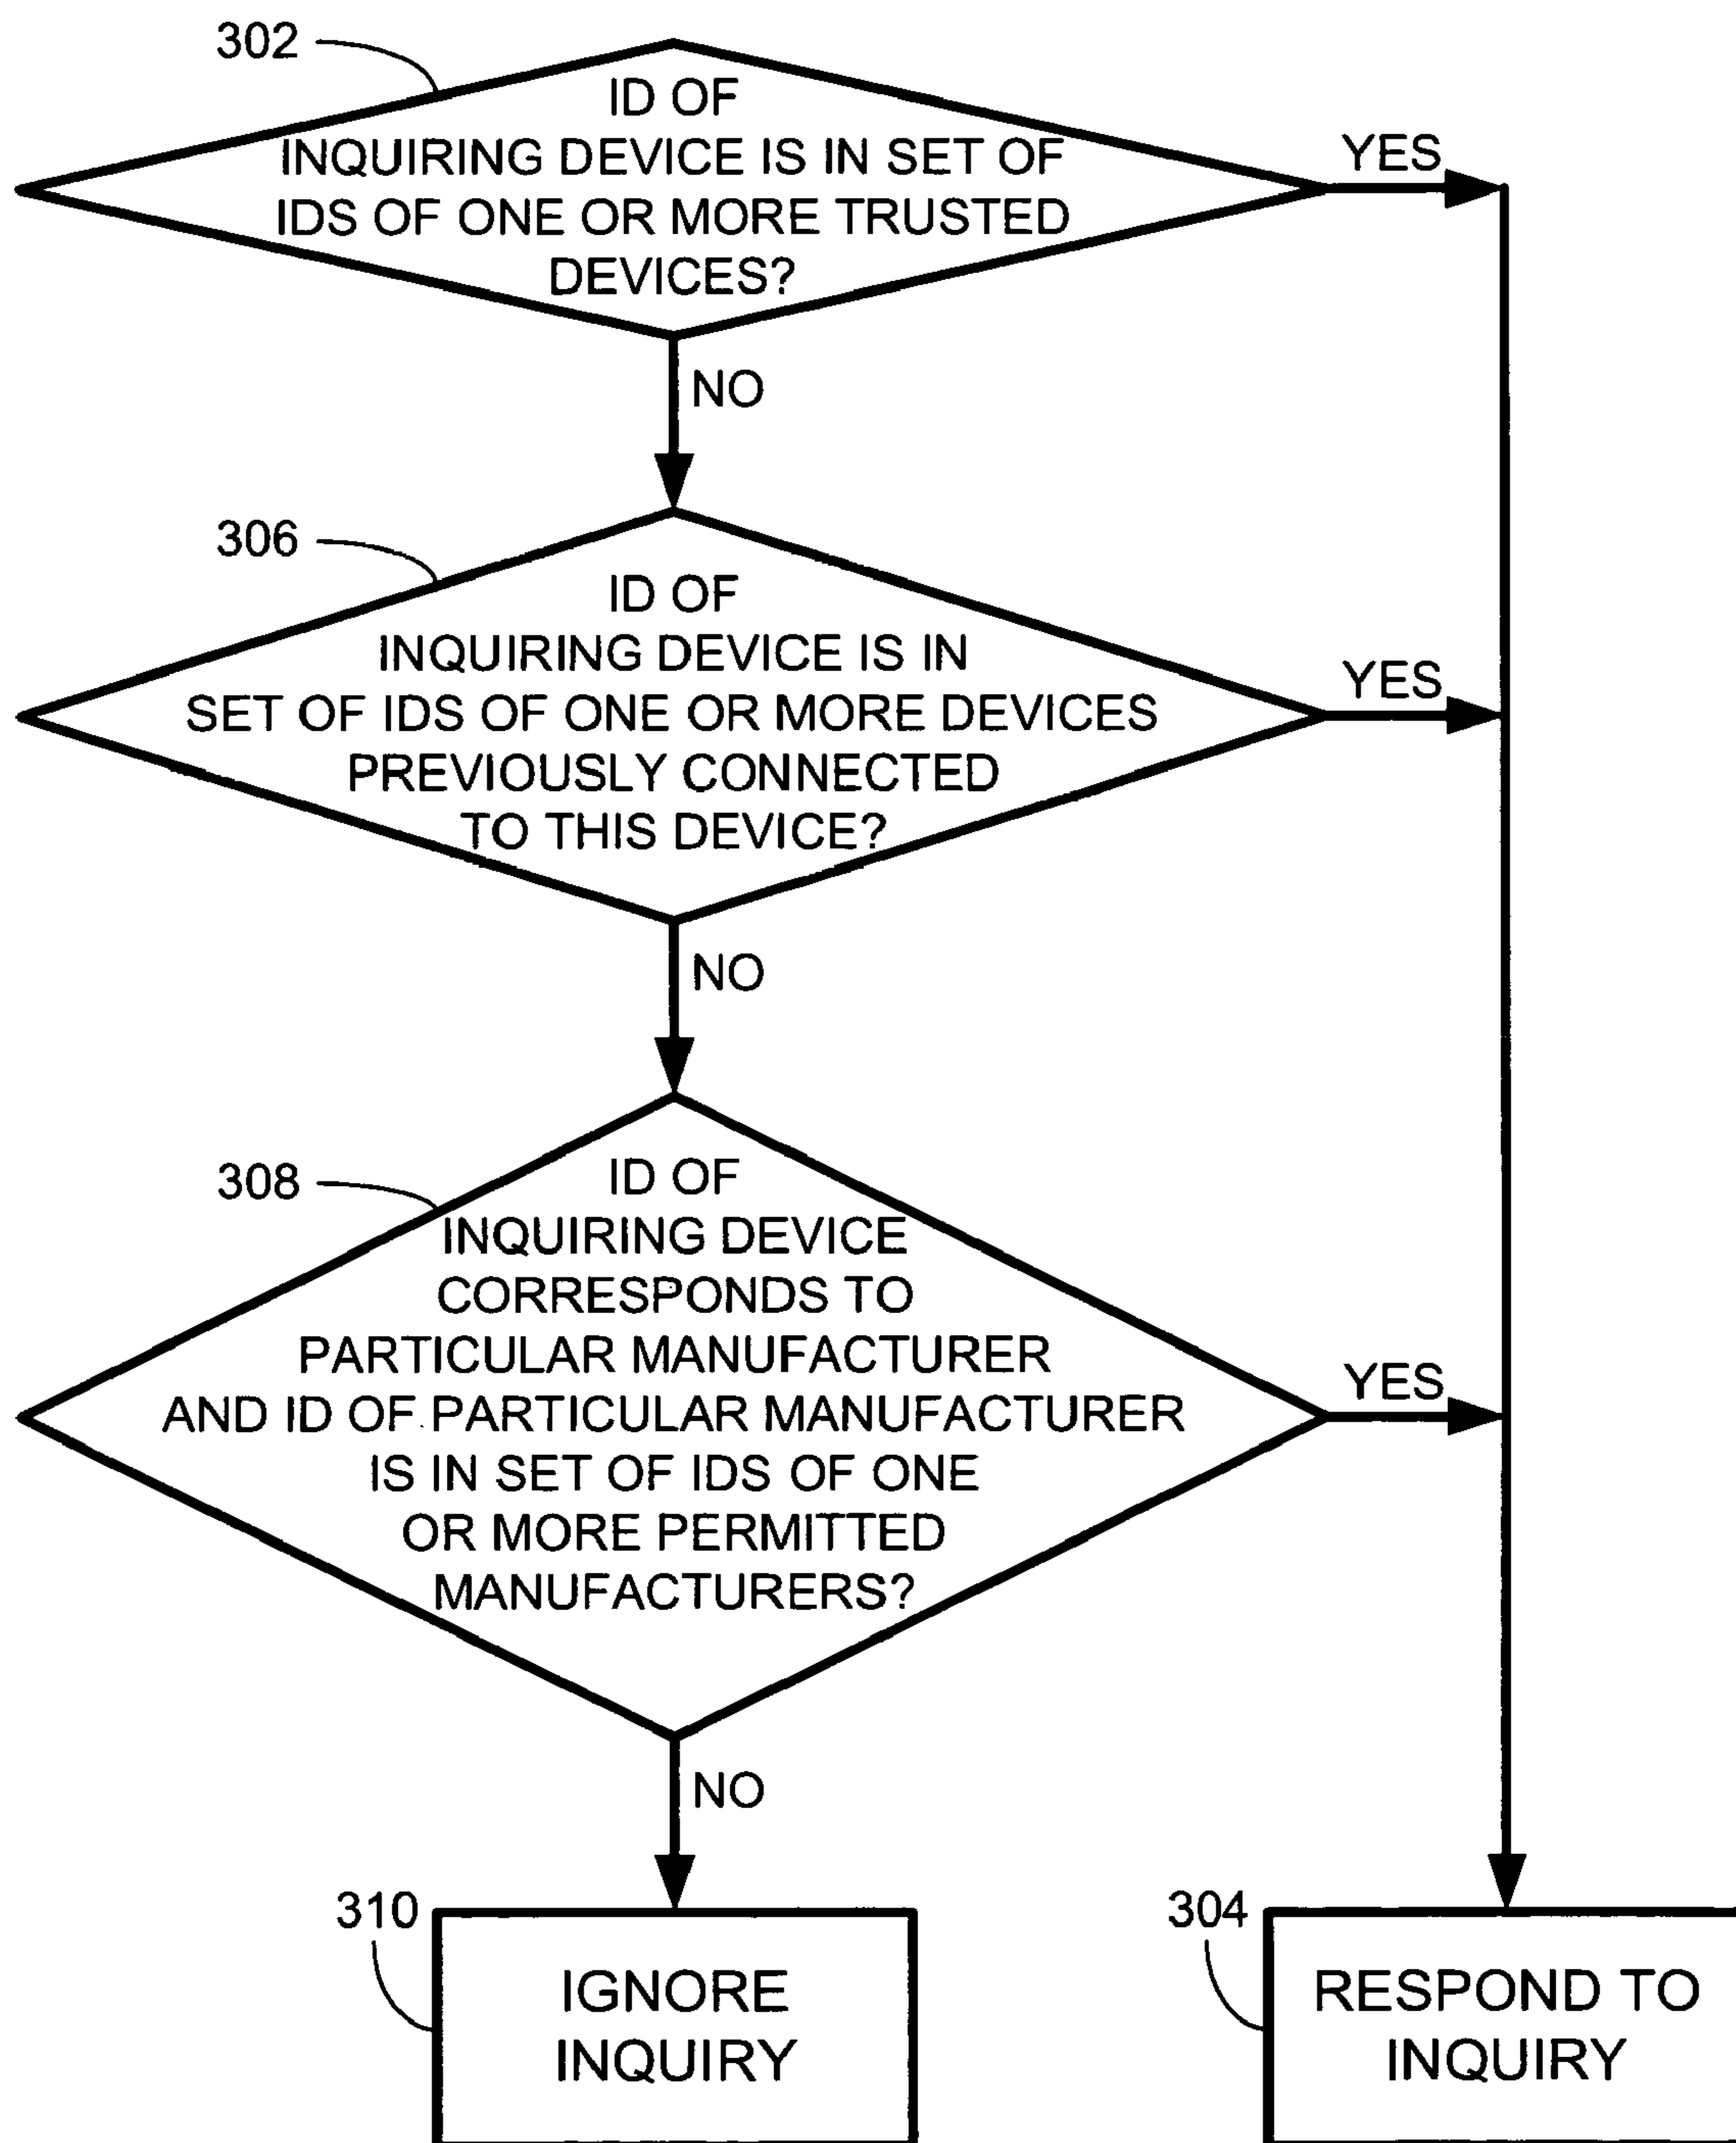 302
ID OF
INQUIRING DEVICE IS IN SET OF
IDS OF ONE OR MORE TRUSTED
DEVICES?
YES
NO
306
ID OF
INQUIRING DEVICE IS IN
SET OF IDS OF ONE OR MORE DEVICES
PREVIOUSLY CONNECTED
TO THIS DEVICE?
YES
NO
308
ID OF
INQUIRING DEVICE
CORRESPONDS TO
PARTICULAR MANUFACTURER
AND ID OF PARTICULAR MANUFACTURER
IS IN SET OF IDS OF ONE
OR MORE PERMITTED
MANUFACTURERS?
YES
NO
310
IGNORE
INQUIRY
304
RESPOND TO
INQUIRY